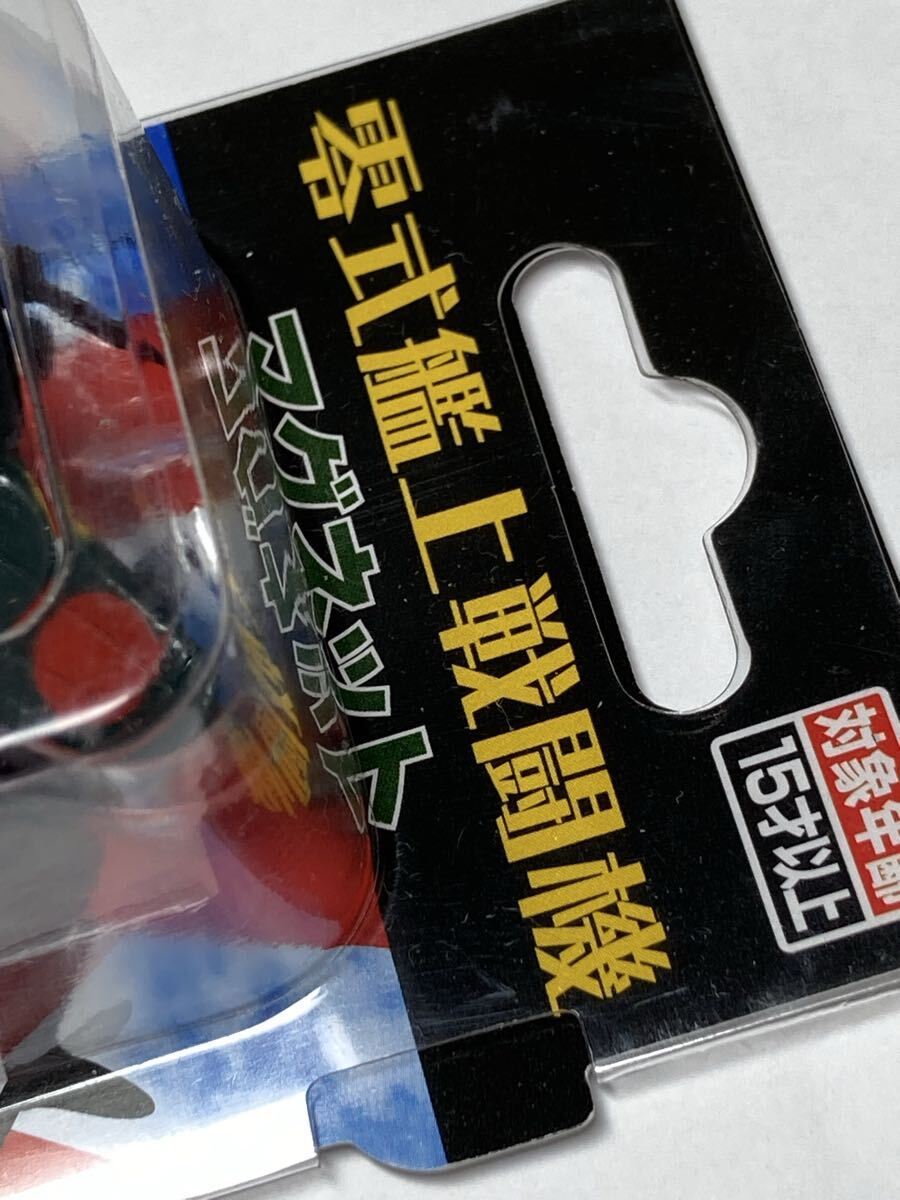 零式艦上戦闘機
マグネット
対象年齢
15才以上